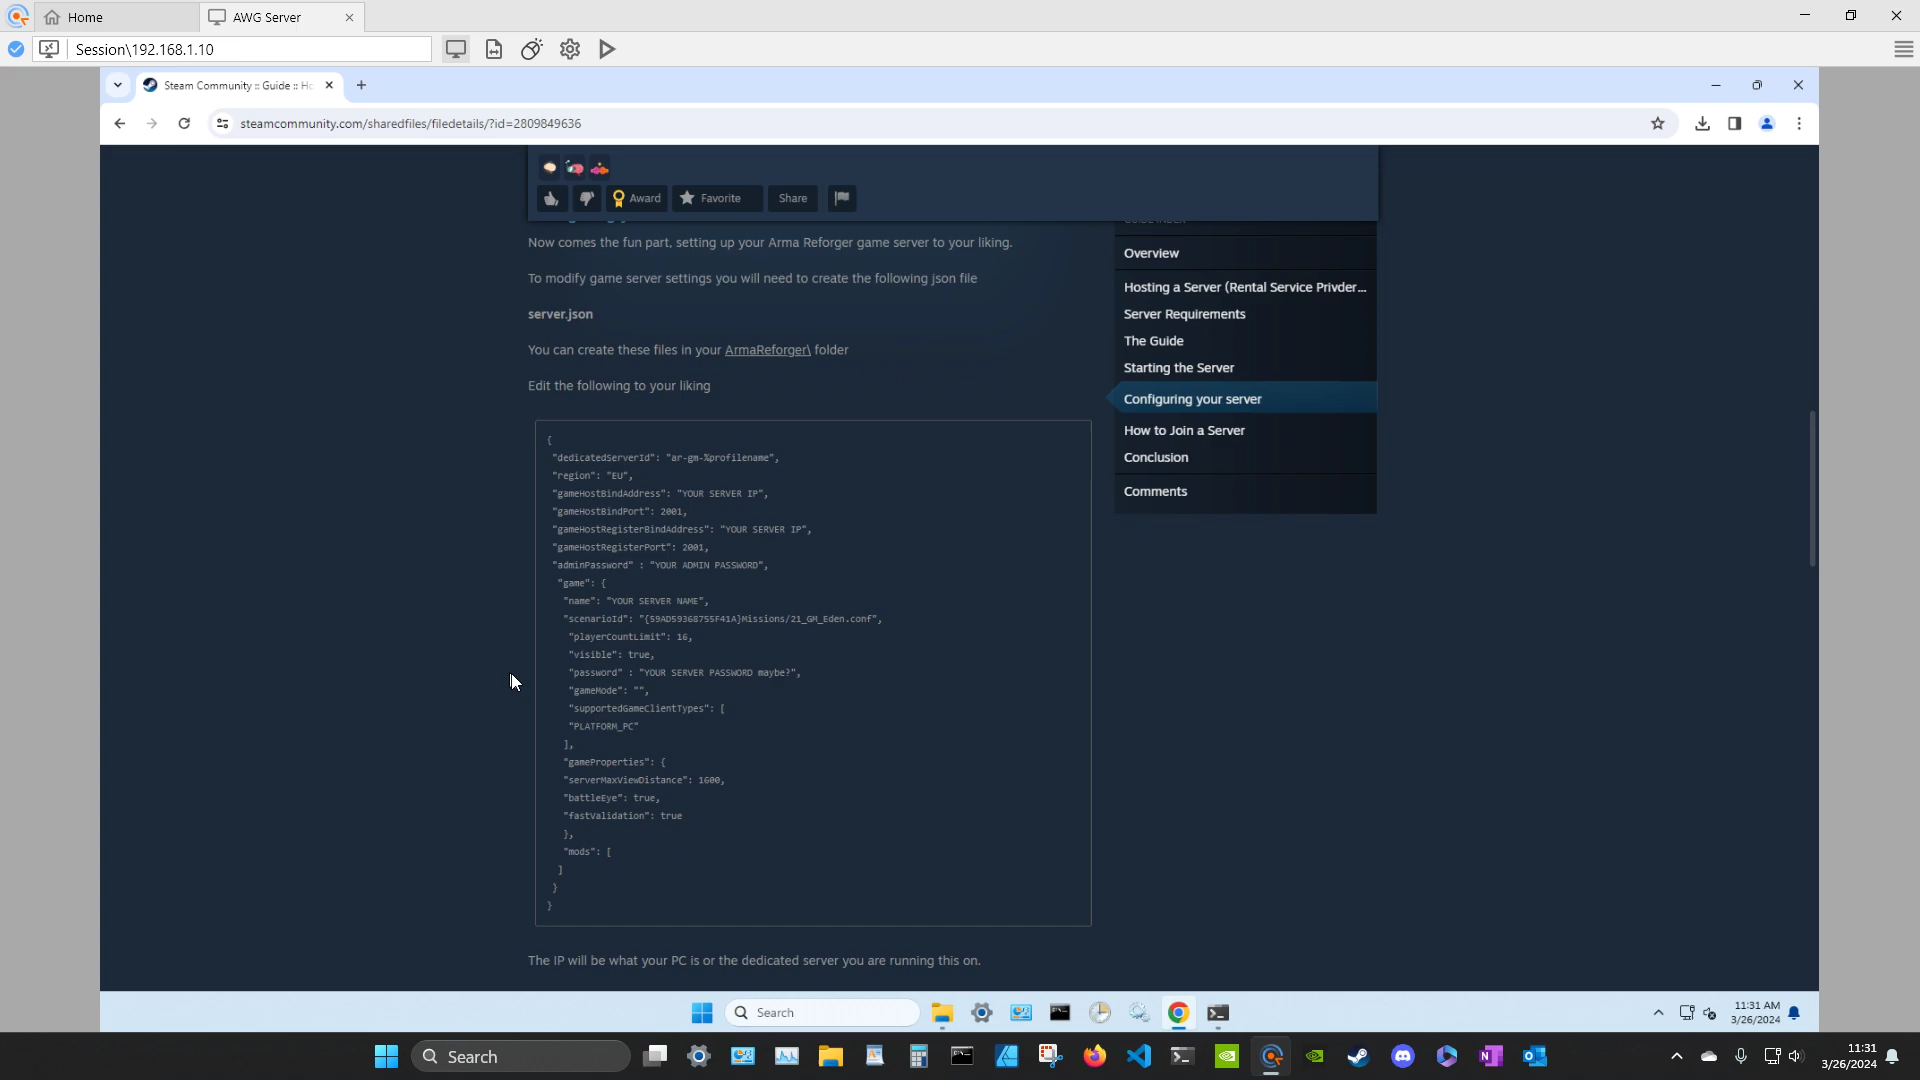 Home
AWG Server
Session\192.168.1.10
Steam Community :: Guide :: Ho
steamcommunity.com/sharedfiles/filedetails/?id=2809849636
Award
Favorite
Share
Now comes the fun part, setting up your Arma Reforger game server to your liking.
To modify game server settings you will need to create the following json file
server.json
You can create these files in your ArmaReforger\ folder
Edit the following to your liking
{
"dedicatedServerId": "ar-gm-%profilename",
"region": "EU",
"gameHostBindAddress": "YOUR SERVER IP",
"gameHostBindPort": 2001,
"gameHostRegisterBindAddress": "YOUR SERVER IP",
"gameHostRegisterPort": 2001,
"adminPassword" : "YOUR ADMIN PASSWORD",
"game": {
"name": "YOUR SERVER NAME",
"scenarioId": "{59AD59368755F41A}Missions/21_GM_Eden.conf",
"playerCountLimit": 16,
"visible": true,
"password" : "YOUR SERVER PASSWORD maybe?",
"gameMode": "",
"supportedGameClientTypes": [
"PLATFORM_PC"
],
"gameProperties": {
"serverMaxViewDistance": 1600,
"battleEye": true,
"fastValidation": true
},
"mods": [
]
}
}
The IP will be what your PC is or the dedicated server you are running this on.
Overview
Hosting a Server (Rental Service Privder...
Server Requirements
The Guide
Starting the Server
Configuring your server
How to Join a Server
Conclusion
Comments
Search
11:31 AM
3/26/2024
Search
11:31
3/26/2024